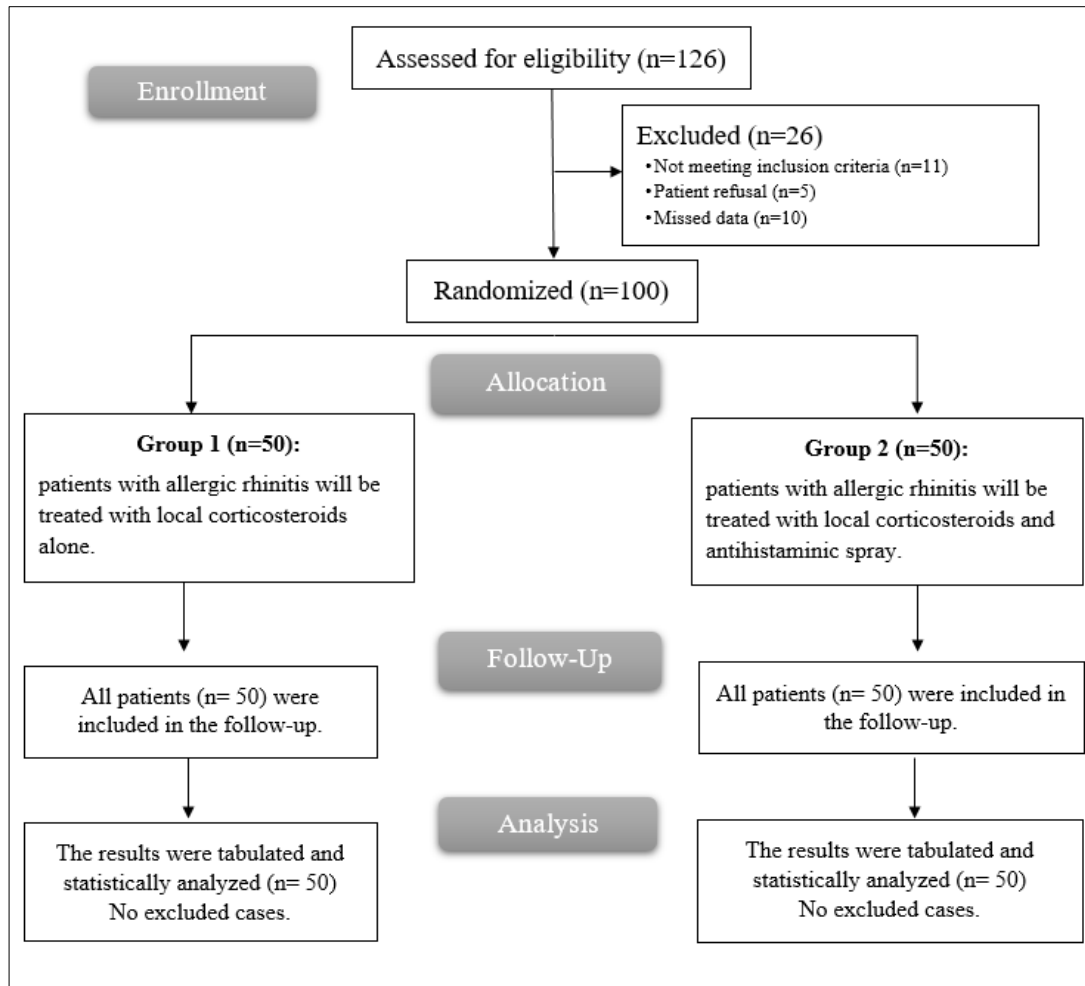 Assessed for eligibility (n=126)
Enrollment
Excluded (n=26)
•Not meeting inclusion criteria (n=11)
•Patient refusal (n=5)
•Missed data (n=10)
Randomized (n=100)
Allocation
Group 1 (n=50):
patients with allergic rhinitis will be
treated with local corticosteroids
alone.
Group 2 (n=50):
patients with allergic rhinitis will be
treated with local corticosteroids and
antihistaminic spray.
Follow-Up
All patients (n= 50) were
included in the follow-up.
All patients (n= 50) were included in
the follow-up.
Analysis
The results were tabulated and
statistically analyzed (n= 50)
No excluded cases.
The results were tabulated and
statistically analyzed (n= 50)
No excluded cases.